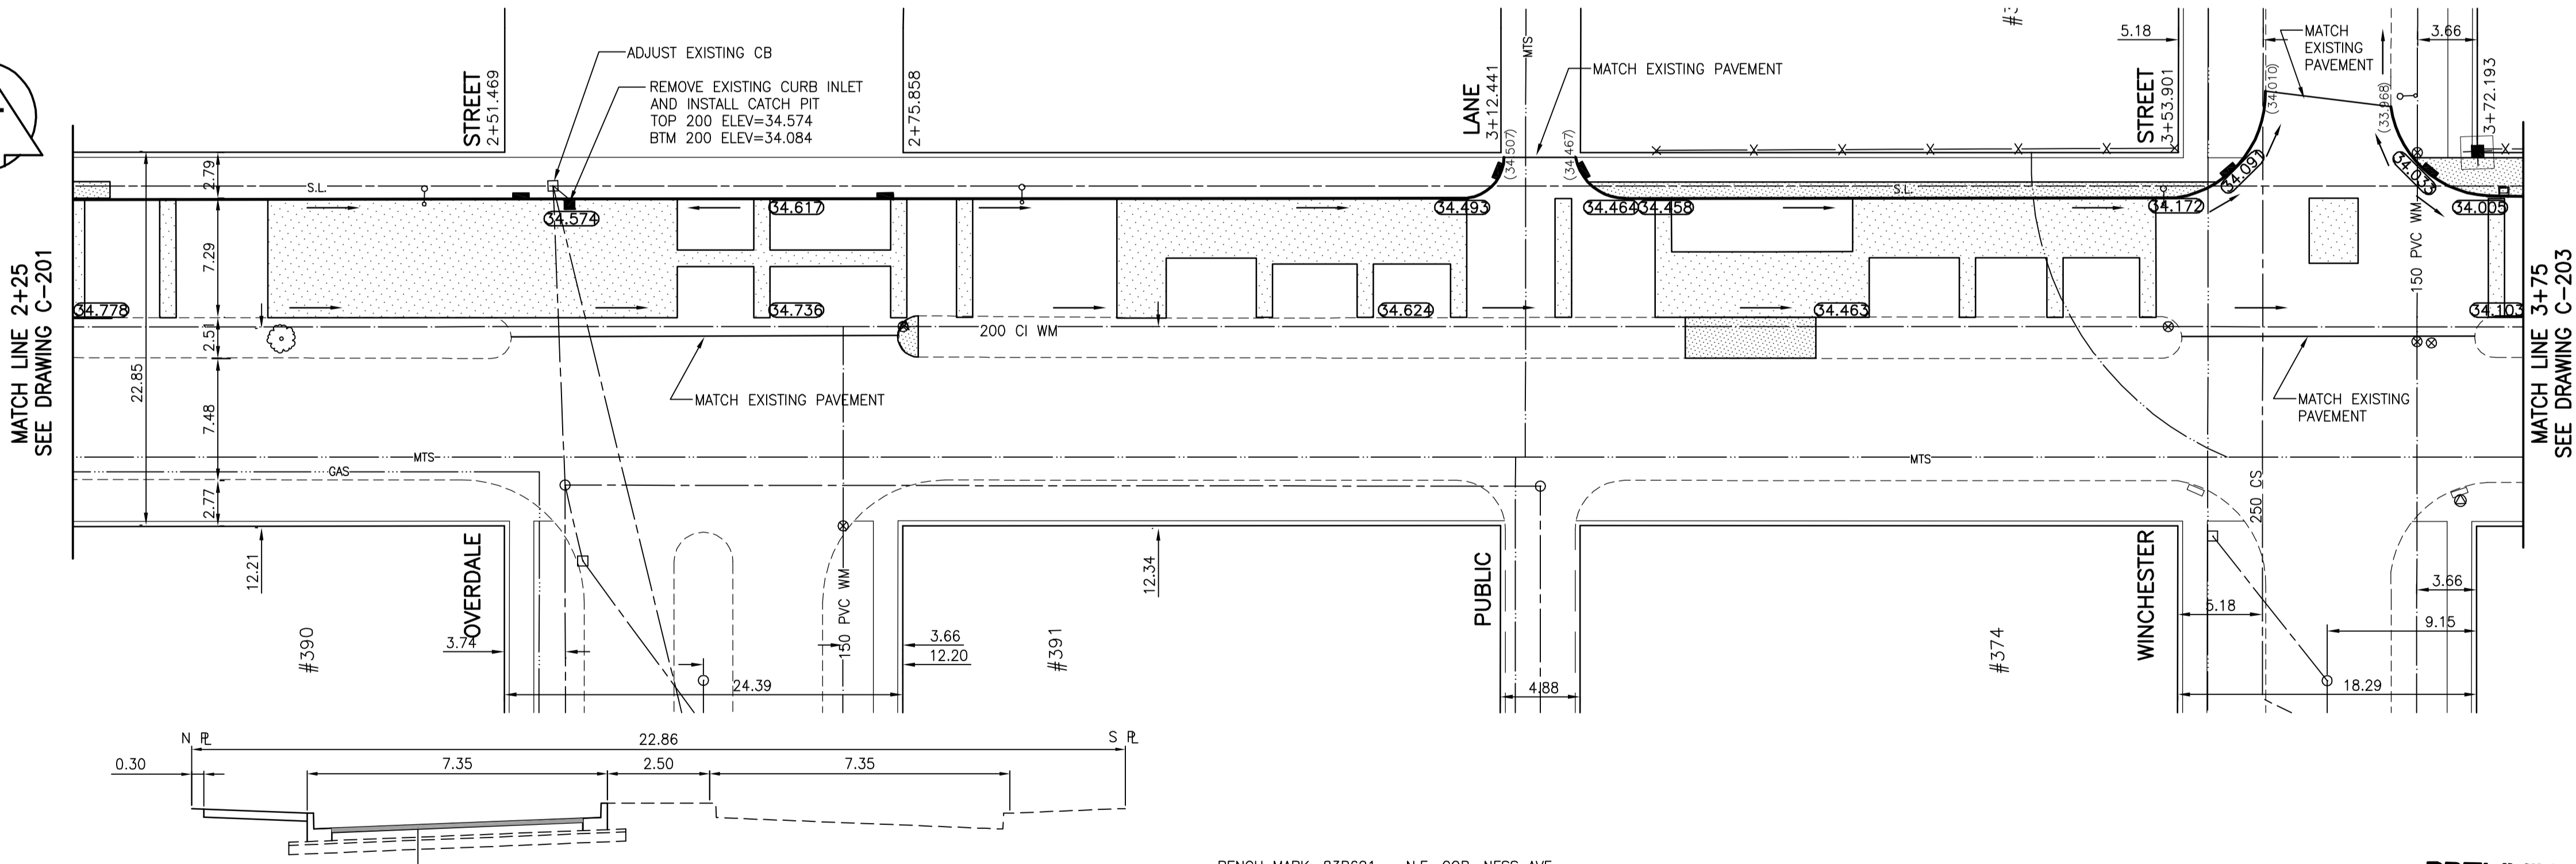 ADJUST EXISTING CB
REMOVE EXISTING CURB INLET
AND INSTALL CATCH PIT
TOP 200 ELEV=34.574
BTM 200 ELEV=34.084
STREET
2+51.469
2+75.858
LANE
3+12.441
MTS
MATCH EXISTING PAVEMENT
5.18
STREET
3+53.901
MATCH
EXISTING
PAVEMENT
3.66
3+72.193
(34.507)
(34.467)
(34.010)
(33.968)
34.097
2.79
S.L.
S.L.
34.574
34.617
34.493
34.464
34.458
34.172
34.005
MATCH LINE 2+25
SEE DRAWING C-201
7.29
150 PVC WM
MATCH LINE 3+75
SEE DRAWING C-203
34.778
34.736
34.624
34.463
34.103
2.51
200 CI WM
22.85
7.48
MATCH EXISTING PAVEMENT
MATCH EXISTING
PAVEMENT
MTS
MTS
GAS
2.77
250 CS
12.21
OVERDALE
12.34
PUBLIC
WINCHESTER
150 PVC WM
3.66
5.18
9.15
#390
3.74
3.66
12.20
#391
#374
24.39
4.88
18.29
N PL
22.86
S PL
0.30
7.35
2.50
7.35